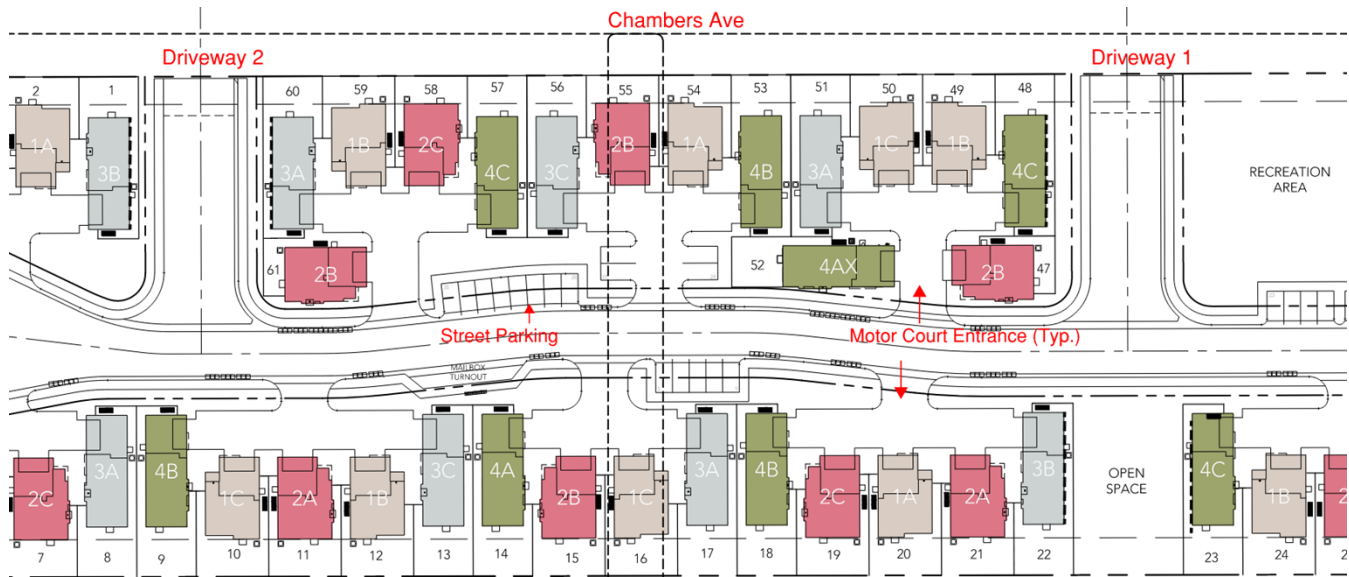 Chambers Ave
Driveway 2
Driveway 1
2
1
60
59
58
57
56
55
54
53
51
50
49
48
1A
3B
3A
1B
2C
4C
3C
2B
1A
4B
3A
1C
1B
4C
RECREATION
AREA
61
2B
52
4AX
2B
47
Street Parking
Motor Court Entrance (Typ.)
MAILBOX
TURNOUT
2C
3A
4B
1C
2A
1B
3C
4A
2B
1C
3A
4B
2C
1A
2A
3B
OPEN
SPACE
4C
1B
7
8
9
10
11
12
13
14
15
16
17
18
19
20
21
22
23
24